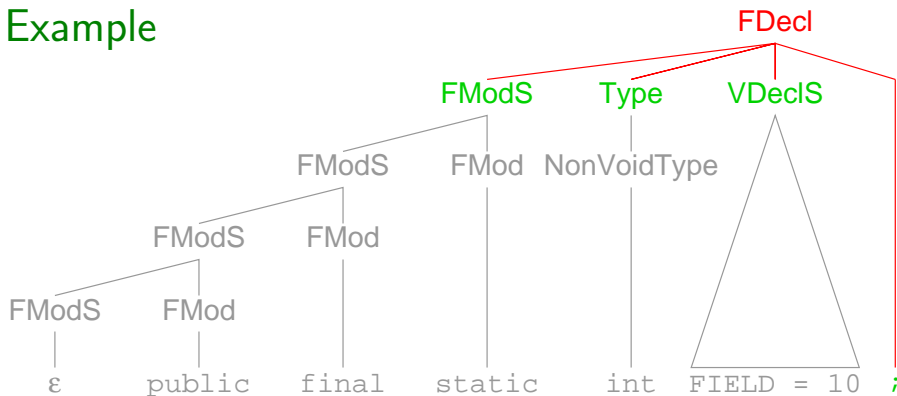 Example
FDecl
FModS Type VDeclS
FModS FMod NonVoidType
FModS FMod
FModS FMod
ε public final static int FIELD = 10 ;